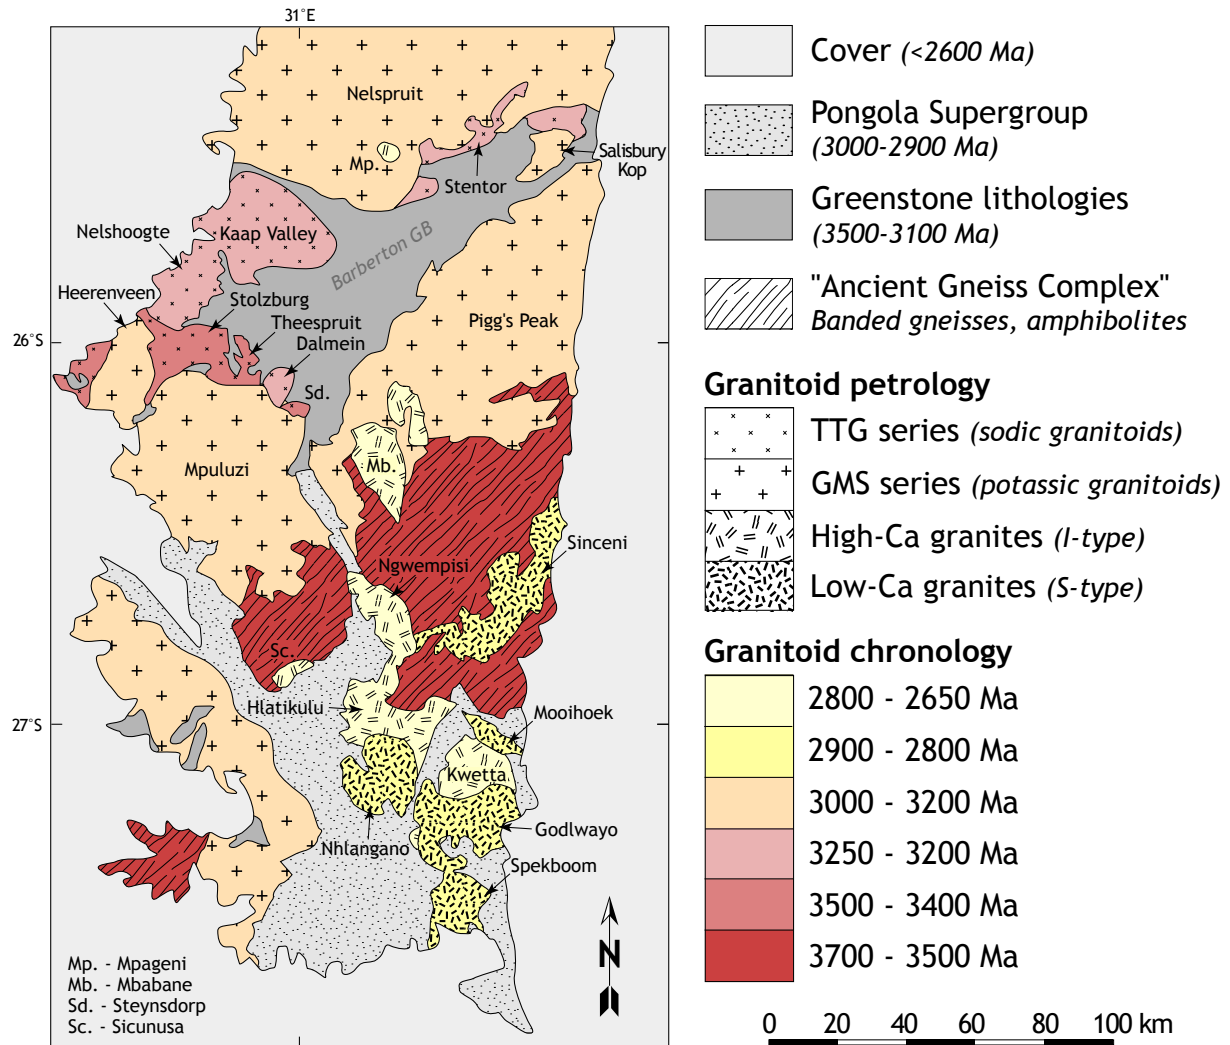 31°E
Nelspruit
Mp.
Salisbury
Kop
Stentor
Nelshoogte
Kaap Valley
Barberton GB
Heerenveen
Stolzburg
Theespruit
Dalmein
Pigg's Peak
26°S
Sd.
Mpuluzi
Mb.
Sinceni
Ngwempisi
Sc.
Hlatikulu
Mooihoek
27°S
Kwetta
Godlwayo
Nhlangano
Spekboom
N
Mp. - Mpageni
Mb. - Mbabane
Sd. - Steynsdorp
Sc. - Sicunusa
Cover (<2600 Ma)
Pongola Supergroup
(3000-2900 Ma)
Greenstone lithologies
(3500-3100 Ma)
"Ancient Gneiss Complex"
Banded gneisses, amphibolites
Granitoid petrology
TTG series (sodic granitoids)
GMS series (potassic granitoids)
High-Ca granites (I-type)
Low-Ca granites (S-type)
Granitoid chronology
2800 - 2650 Ma
2900 - 2800 Ma
3000 - 3200 Ma
3250 - 3200 Ma
3500 - 3400 Ma
3700 - 3500 Ma
0 20 40 60 80 100 km